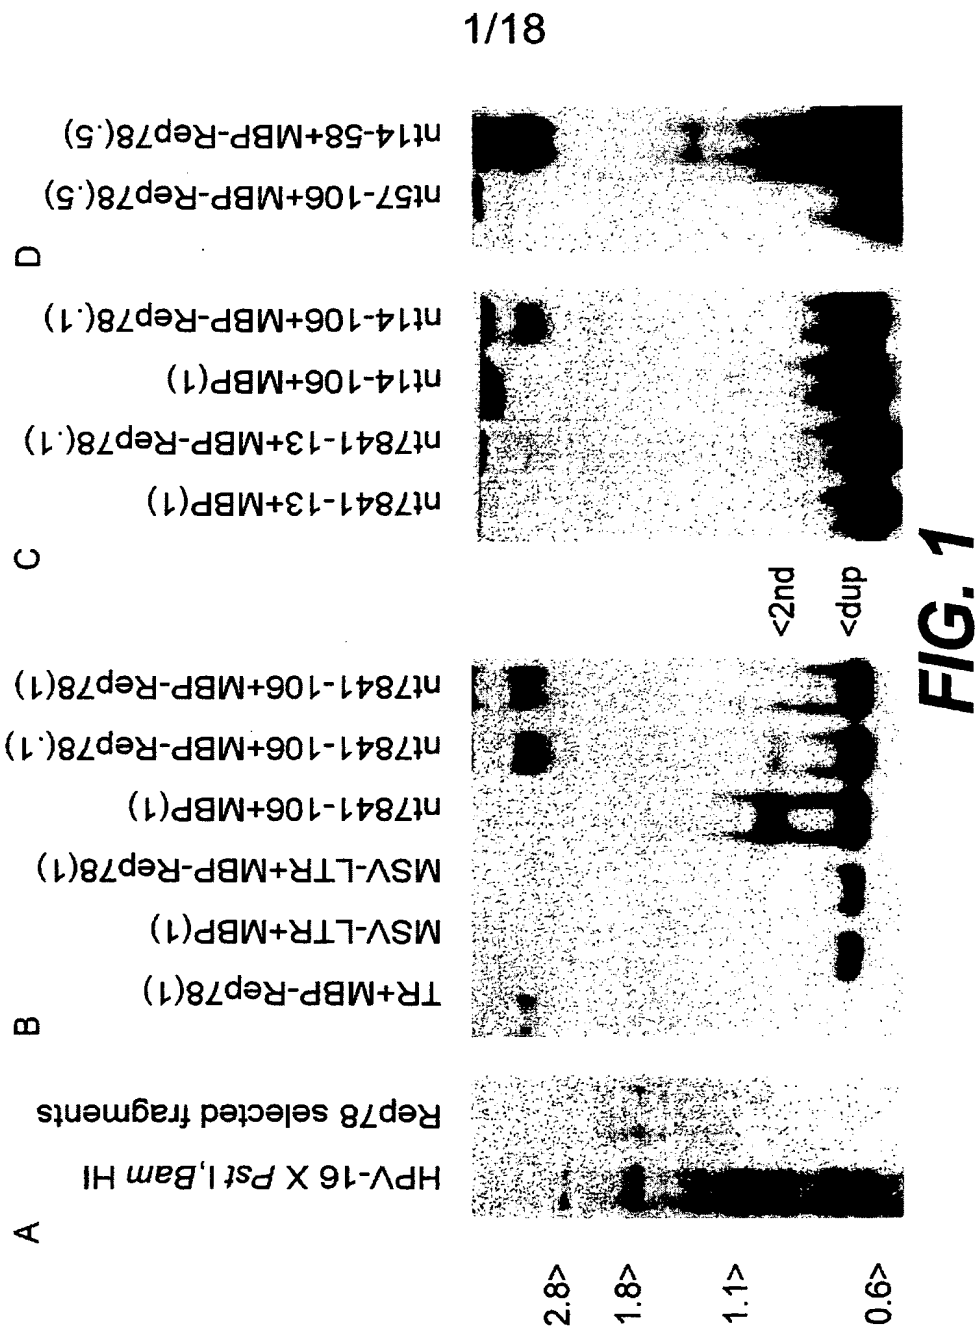 1/18
A
HPV-16 X Pst I,Bam HI
Rep78 selected fragments
2.8>
1.8>
1.1>
0.6>
B
TR+MBP-Rep78(1)
MSV-LTR+MBP(1)
MSV-LTR+MBP-Rep78(1)
nt7841-106+MBP(1)
nt7841-106+MBP-Rep78(.1)
nt7841-106+MBP-Rep78(1)
<2nd
<dup
C
nt7841-13+MBP(1)
nt7841-13+MBP-Rep78(.1)
nt14-106+MBP(1)
nt14-106+MBP-Rep78(.1)
D
nt57-106+MBP-Rep78(.5)
nt14-58+MBP-Rep78(.5)
FIG. 1